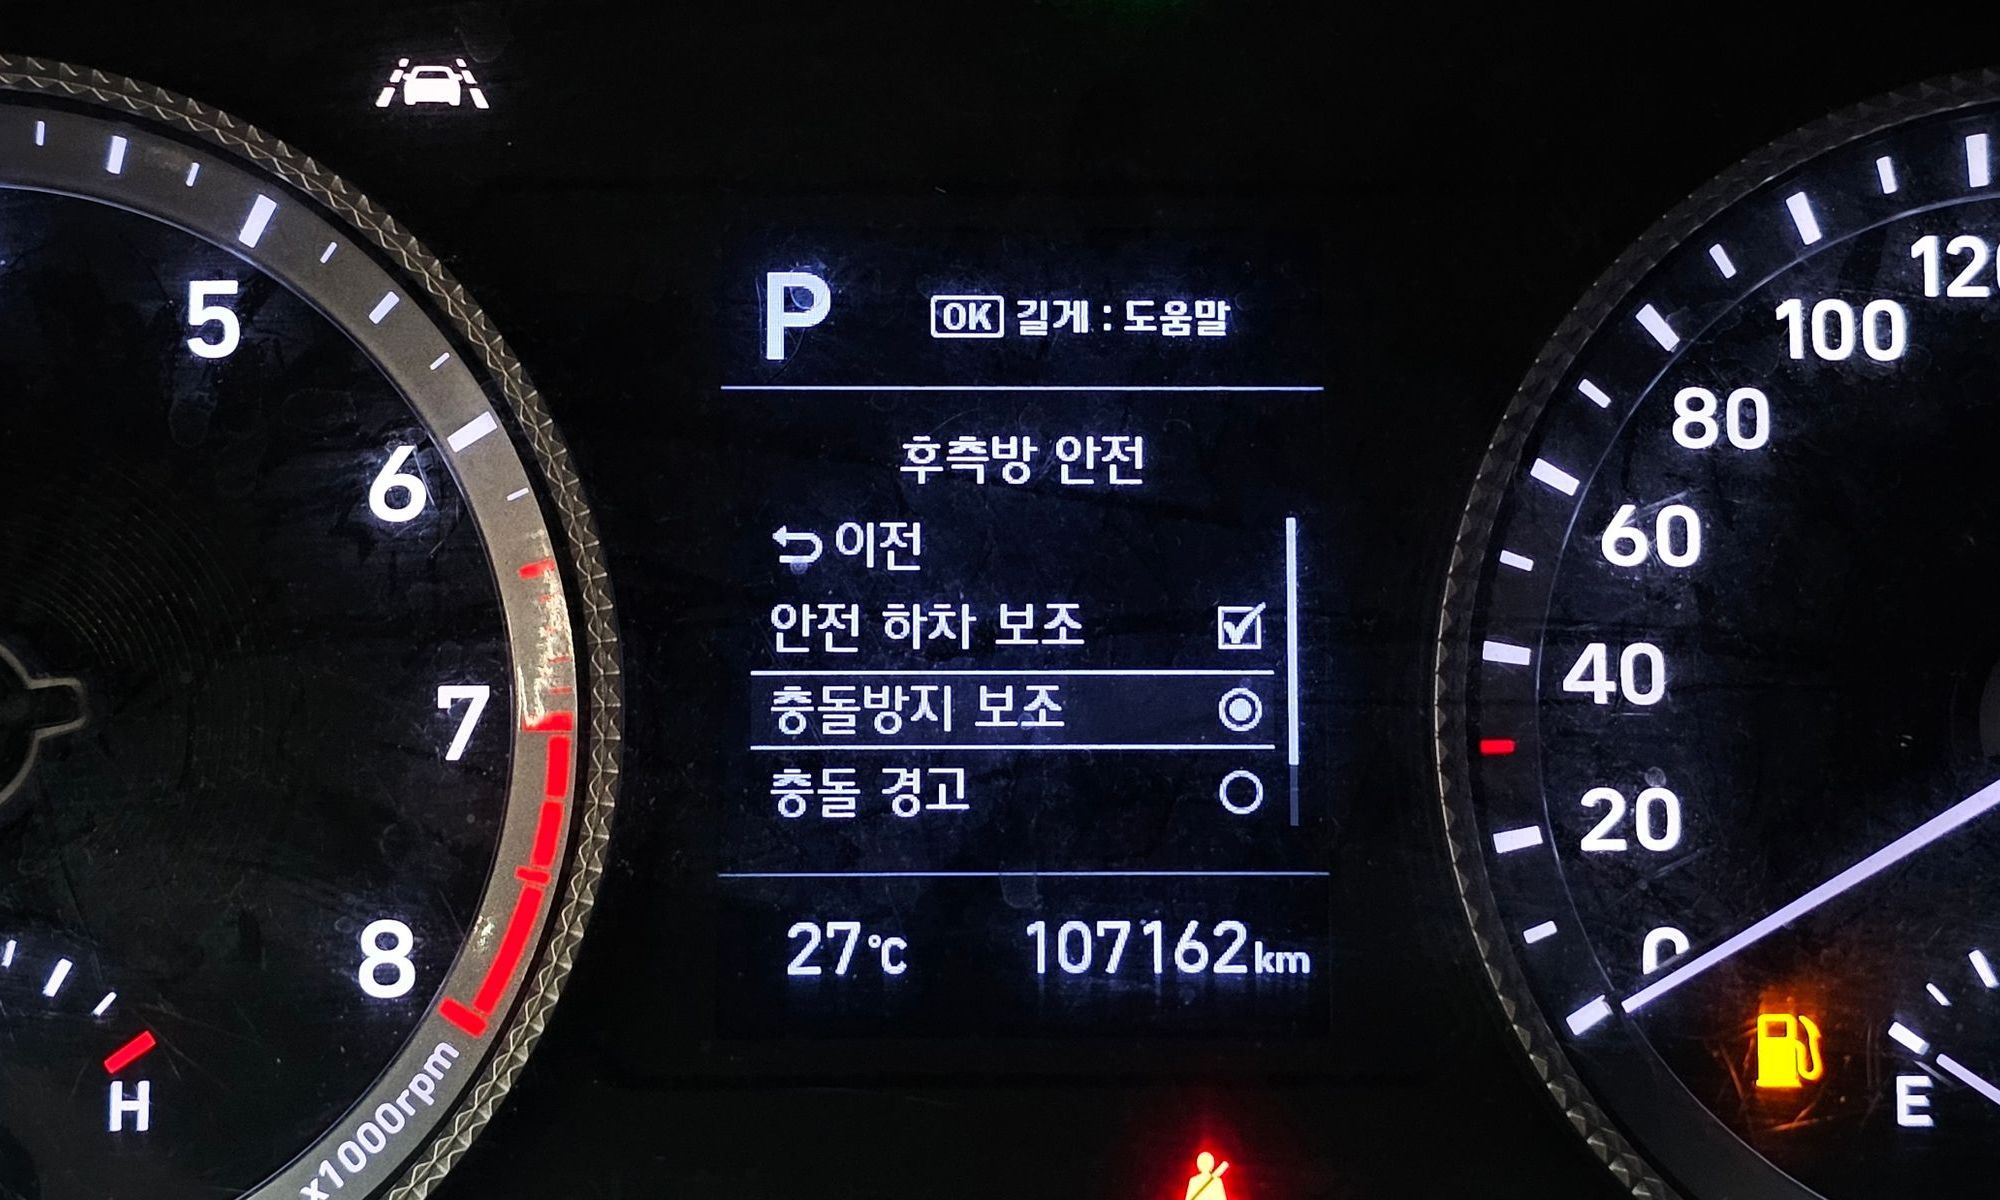 P
OK 길게 : 도움말
후측방 안전
이전
안전 하차 보조
충돌방지 보조
충돌 경고
27℃ 107162km
5
6
7
8
x1000rpm
H
120
100
80
60
40
20
0
E